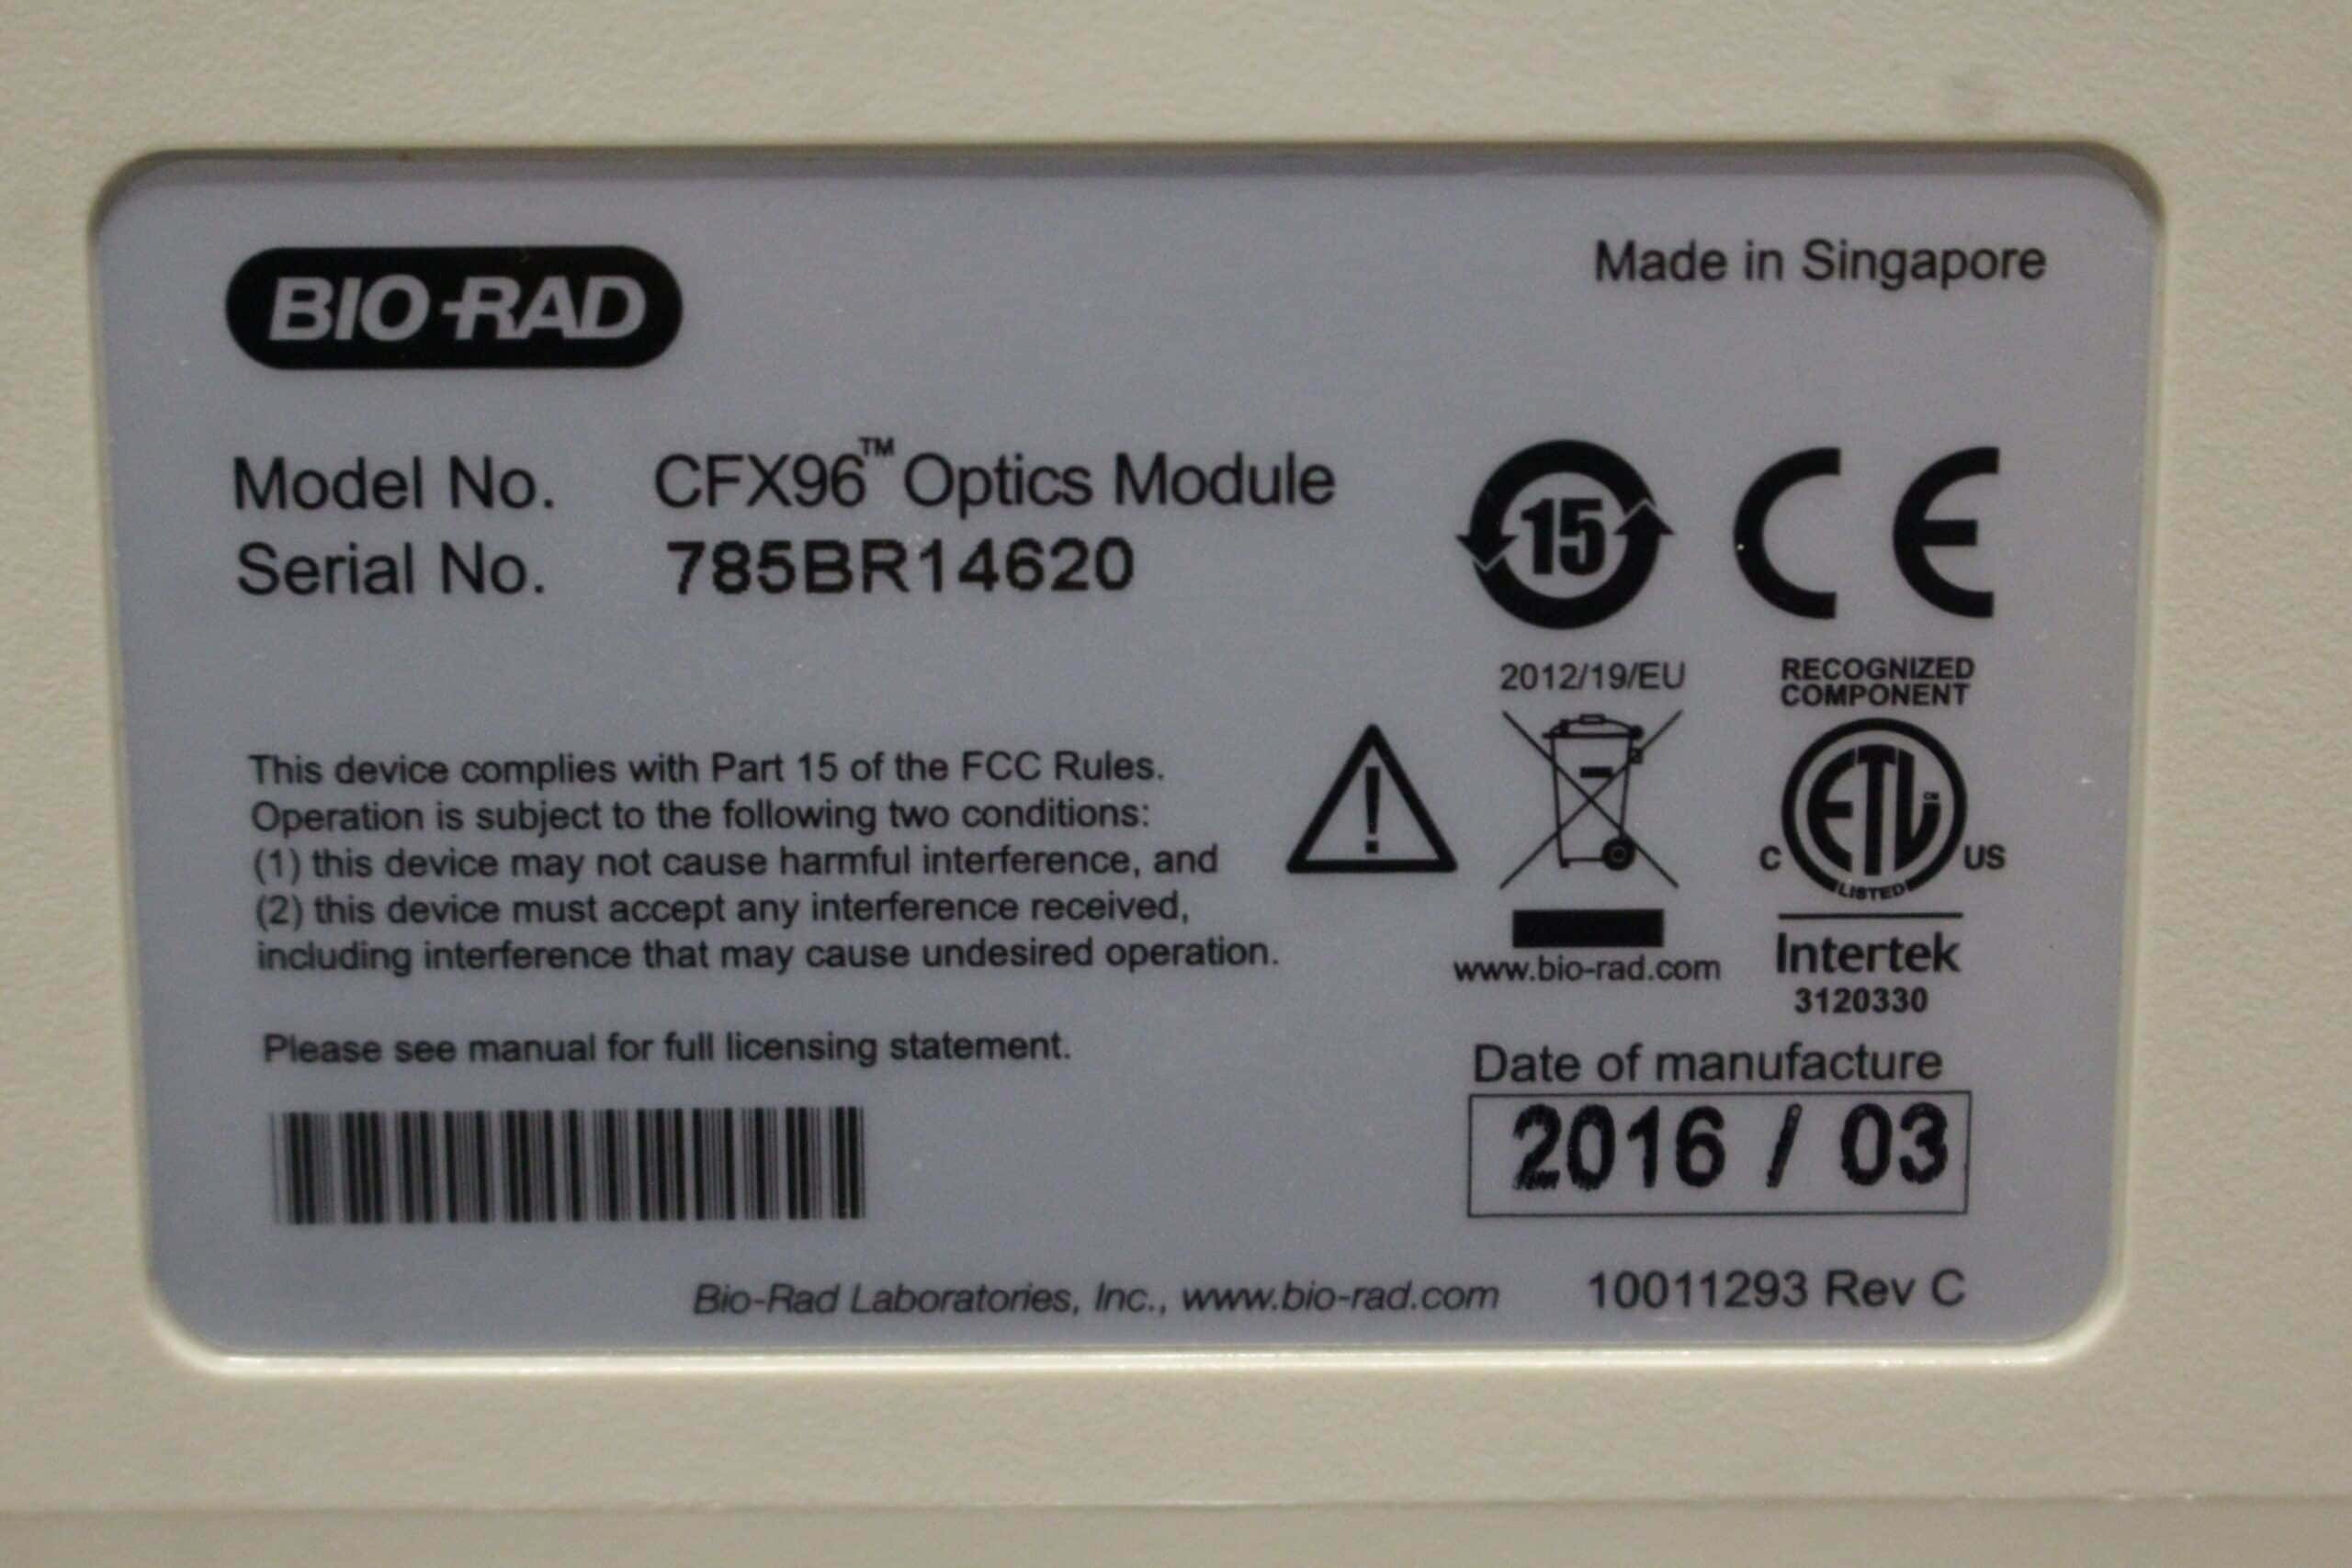 BIO-RAD
Made in Singapore
Model No. CFX96™ Optics Module
Serial No. 785BR14620
15
CE
2012/19/EU
RECOGNIZED
COMPONENT
This device complies with Part 15 of the FCC Rules.
Operation is subject to the following two conditions:
(1) this device may not cause harmful interference, and
(2) this device must accept any interference received,
including interference that may cause undesired operation.
!
ETL
CM
C US
LISTED
www.bio-rad.com
Intertek
3120330
Please see manual for full licensing statement.
Date of manufacture
2016 / 03
Bio-Rad Laboratories, Inc., www.bio-rad.com
10011293 Rev C